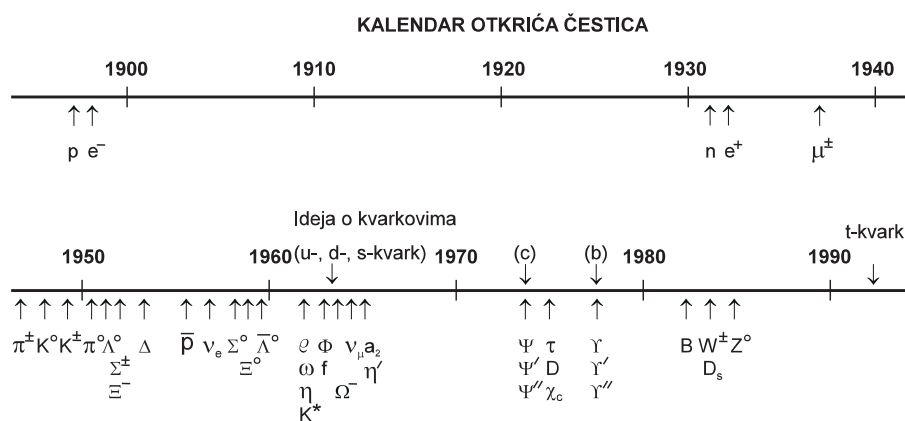 KALENDAR OTKRIĆA ČESTICA
1900 1910 1920 1930 1940
p e⁻ n e⁺ μ±
Ideja o kvarkovima
(u-, d-, s-kvark) (c) (b) t-kvark
1950 1960 1970 1980 1990
π± K° K± π° Λ° Δ p̅ νₑ Σ° Λ̅° ϱ Φ ν_μ a₂ Ψ τ ϒ B W± Z°
Σ± Ξ° ω f η′ Ψ′ D ϒ′ Dₛ
Ξ⁻ η Ω⁻ Ψ′′ χ_c ϒ′′
K*